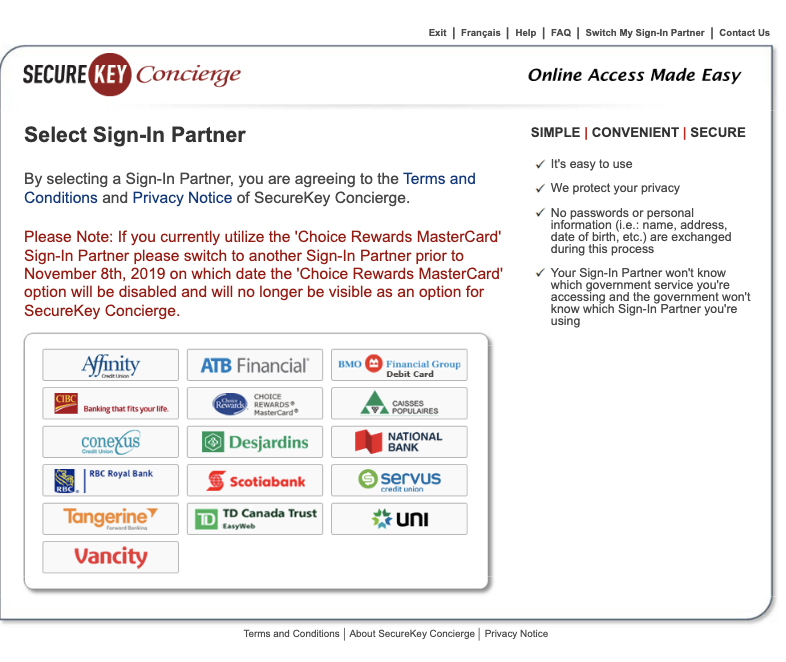 Exit | Français | Help | FAQ | Switch My Sign-In Partner | Contact Us
SECURE KEY Concierge
Online Access Made Easy
Select Sign-In Partner
By selecting a Sign-In Partner, you are agreeing to the Terms and
Conditions and Privacy Notice of SecureKey Concierge.
Please Note: If you currently utilize the 'Choice Rewards MasterCard'
Sign-In Partner please switch to another Sign-In Partner prior to
November 8th, 2019 on which date the 'Choice Rewards MasterCard'
option will be disabled and will no longer be visible as an option for
SecureKey Concierge.
Affinity
Credit Union
ATB Financial®
BMO Financial Group
Debit Card
CIBC
Banking that fits your life.
Choice Rewards
CHOICE
REWARDS®
MasterCard®
CAISSES
POPULAIRES
conexus
Credit Union
Desjardins
NATIONAL
BANK
RBC ® RBC Royal Bank
Scotiabank
servus
credit union
Tangerine
Forward Banking
TD TD Canada Trust
EasyWeb
UNI
Vancity
SIMPLE | CONVENIENT | SECURE
✓ It's easy to use
✓ We protect your privacy
✓ No passwords or personal
information (i.e.: name, address,
date of birth, etc.) are exchanged
during this process
✓ Your Sign-In Partner won't know
which government service you're
accessing and the government won't
know which Sign-In Partner you're
using
Terms and Conditions | About SecureKey Concierge | Privacy Notice